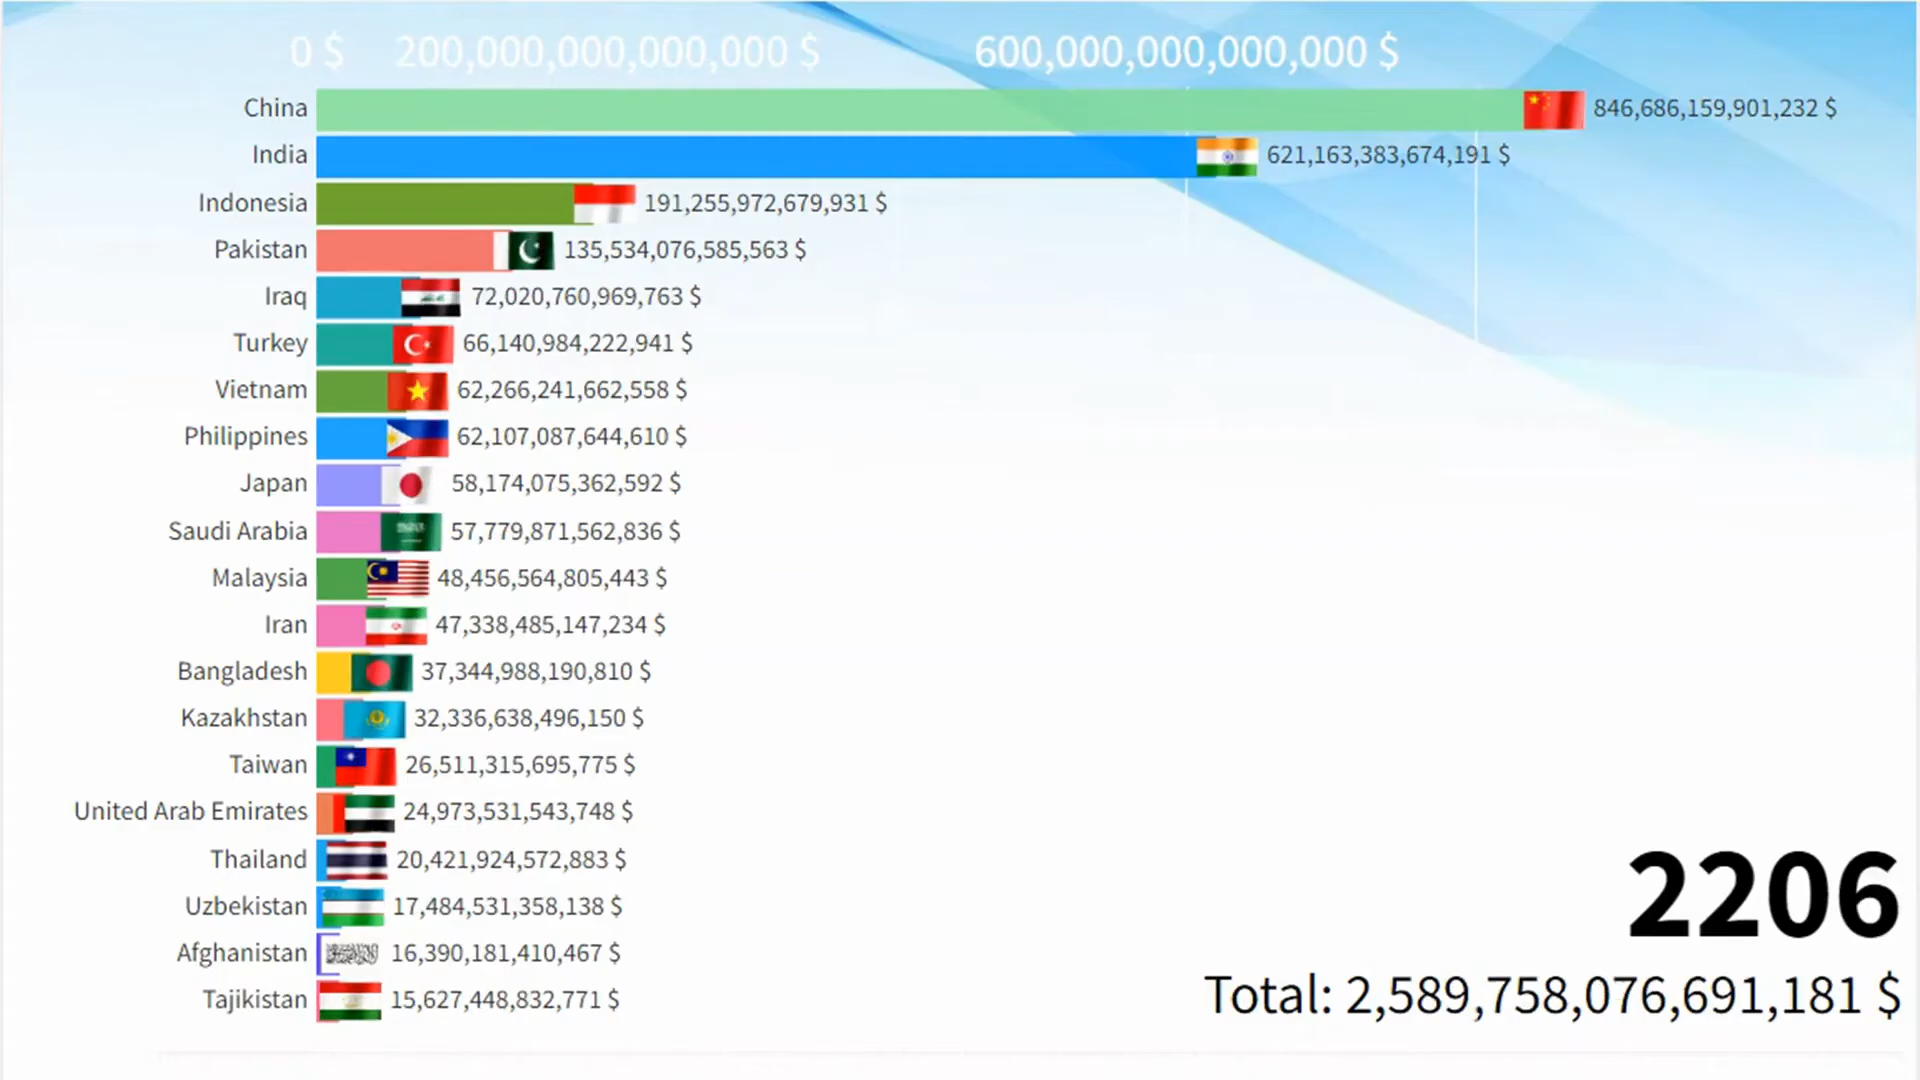 0 $ 200,000,000,000,000 $ 600,000,000,000,000 $
China 846,686,159,901,232 $
India 621,163,383,674,191 $
Indonesia 191,255,972,679,931 $
Pakistan 135,534,076,585,563 $
Iraq 72,020,760,969,763 $
Turkey 66,140,984,222,941 $
Vietnam 62,266,241,662,558 $
Philippines 62,107,087,644,610 $
Japan 58,174,075,362,592 $
Saudi Arabia 57,779,871,562,836 $
Malaysia 48,456,564,805,443 $
Iran 47,338,485,147,234 $
Bangladesh 37,344,988,190,810 $
Kazakhstan 32,336,638,496,150 $
Taiwan 26,511,315,695,775 $
United Arab Emirates 24,973,531,543,748 $
Thailand 20,421,924,572,883 $
Uzbekistan 17,484,531,358,138 $
Afghanistan 16,390,181,410,467 $
Tajikistan 15,627,448,832,771 $
2206
Total: 2,589,758,076,691,181 $